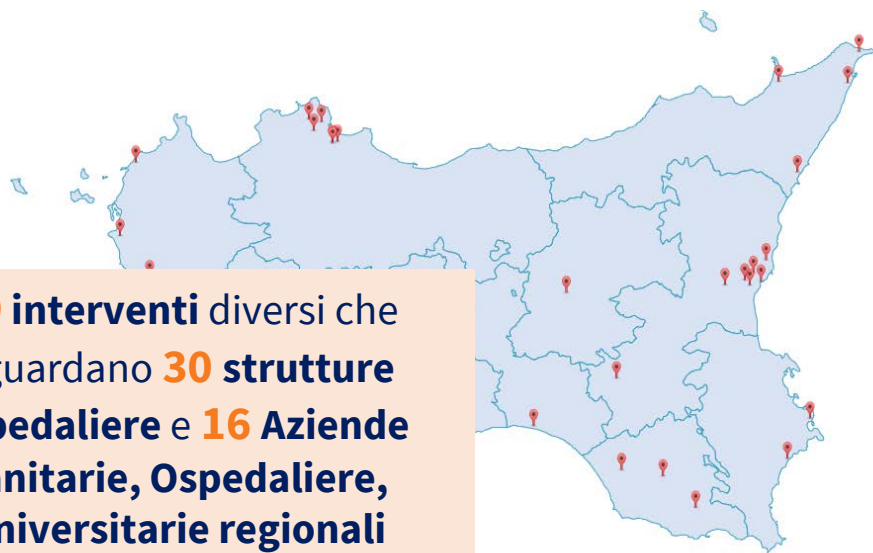 interventi diversi che
guardano 30 strutture
pedaliere e 16 Aziende
nitarie, Ospedaliere,
niversitarie regionali